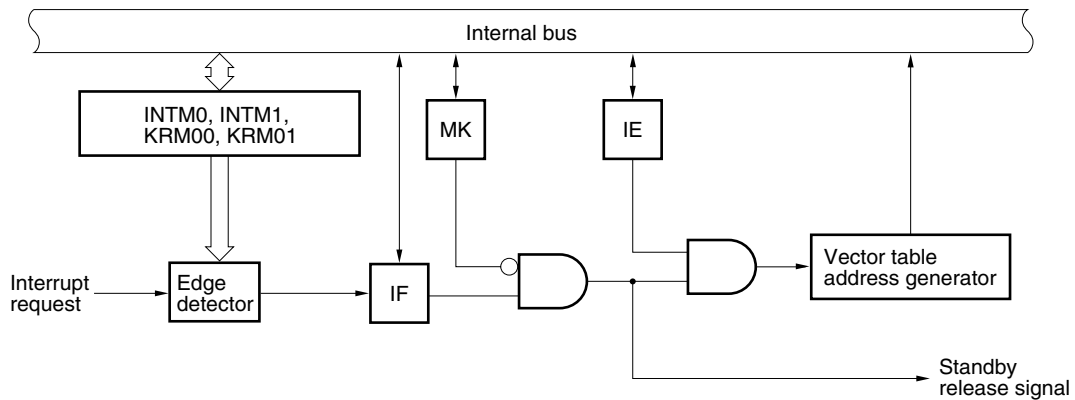 Internal bus
INTM0, INTM1,
KRM00, KRM01
MK
IE
Interrupt
request
Edge
detector
IF
Vector table
address generator
Standby
release signal